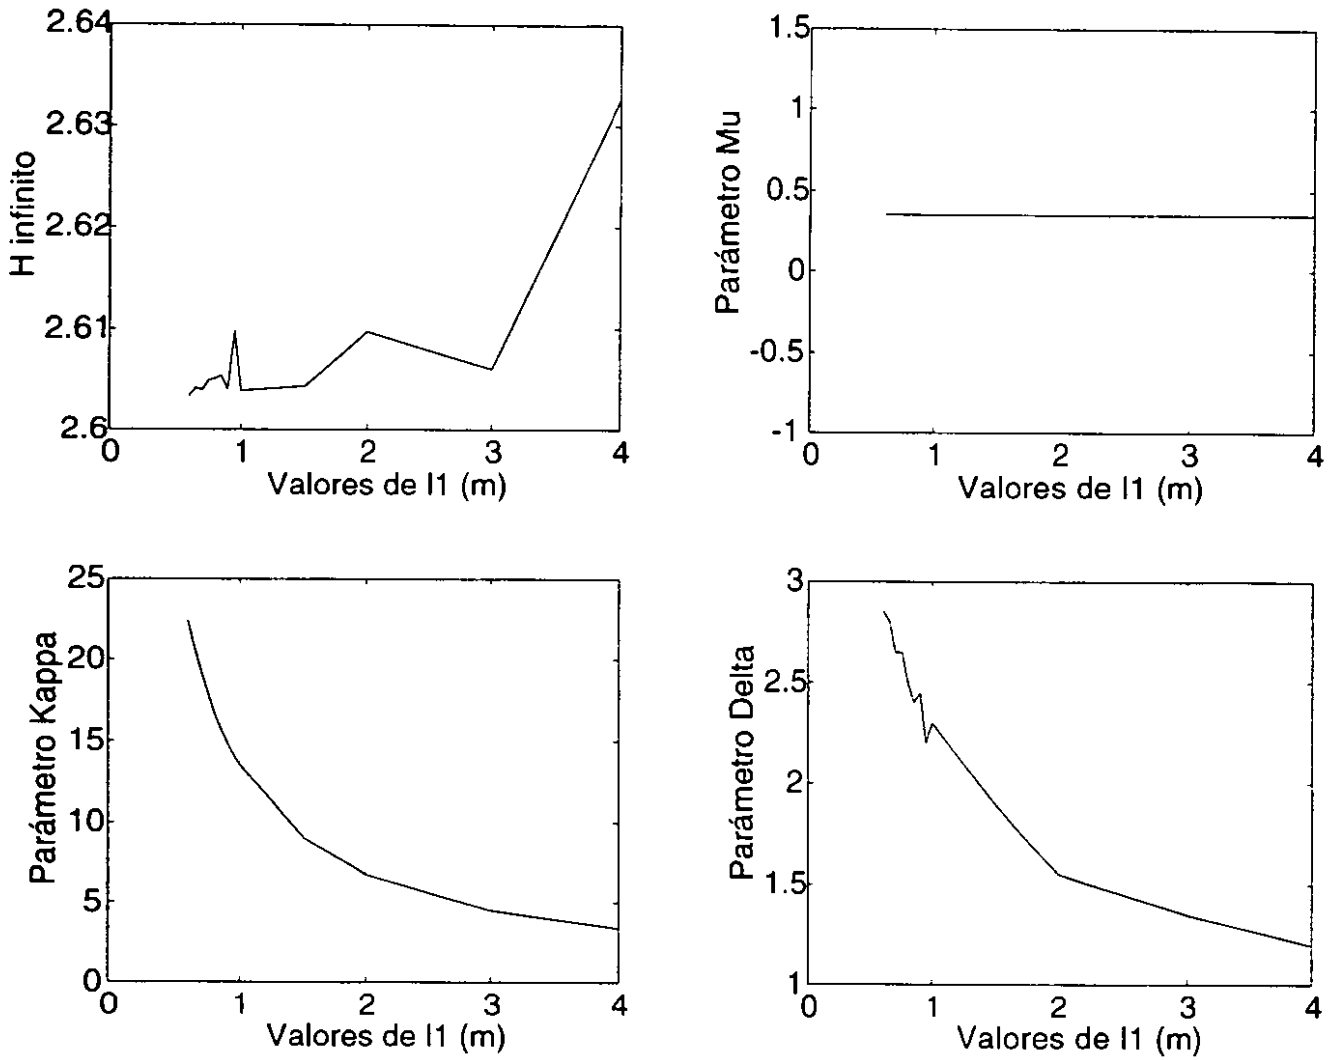 2.64
2.63
2.62
2.61
2.6
H infinito
0 1 2 3 4
Valores de l1 (m)
1.5
1
0.5
0
-0.5
-1
Parámetro Mu
0 1 2 3 4
Valores de l1 (m)
25
20
15
10
5
0
Parámetro Kappa
0 1 2 3 4
Valores de l1 (m)
3
2.5
2
1.5
1
Parámetro Delta
0 1 2 3 4
Valores de l1 (m)